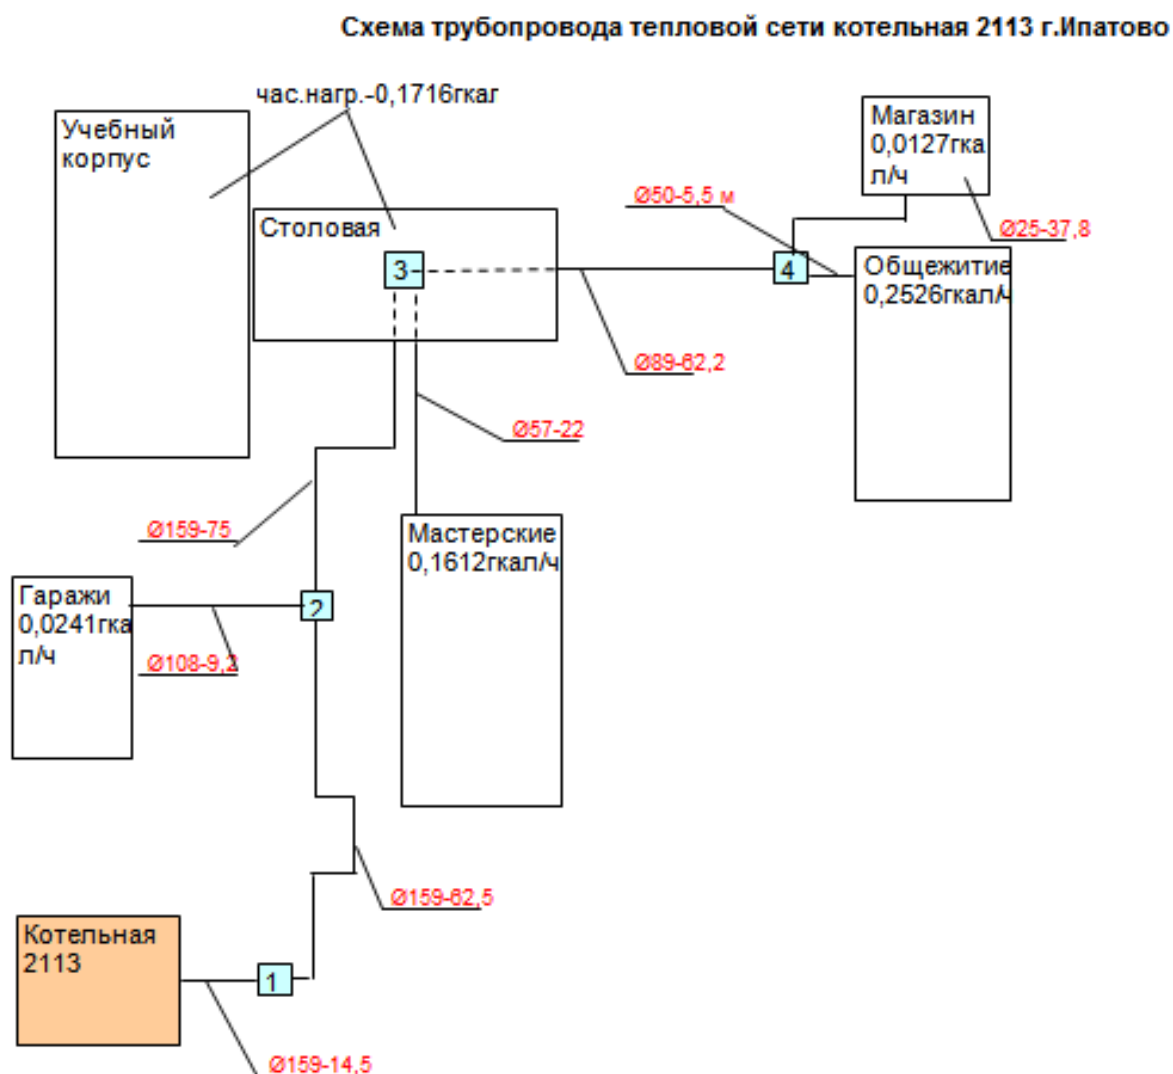 Схема трубопровода тепловой сети котельная 2113 г.Ипатово
час.нагр.-0,1716гкал
Учебный
корпус
Столовая
3
Магазин
0,0127гка
л/ч
Ø50-5,5 м
Ø25-37,8
4
Общежитие
0,2526гкал/ч
Ø89-62,2
Ø57-22
Ø159-75
Мастерские
0,1612гкал/ч
Гаражи
0,0241гка
л/ч
2
Ø108-9,2
Ø159-62,5
Котельная
2113
1
Ø159-14,5